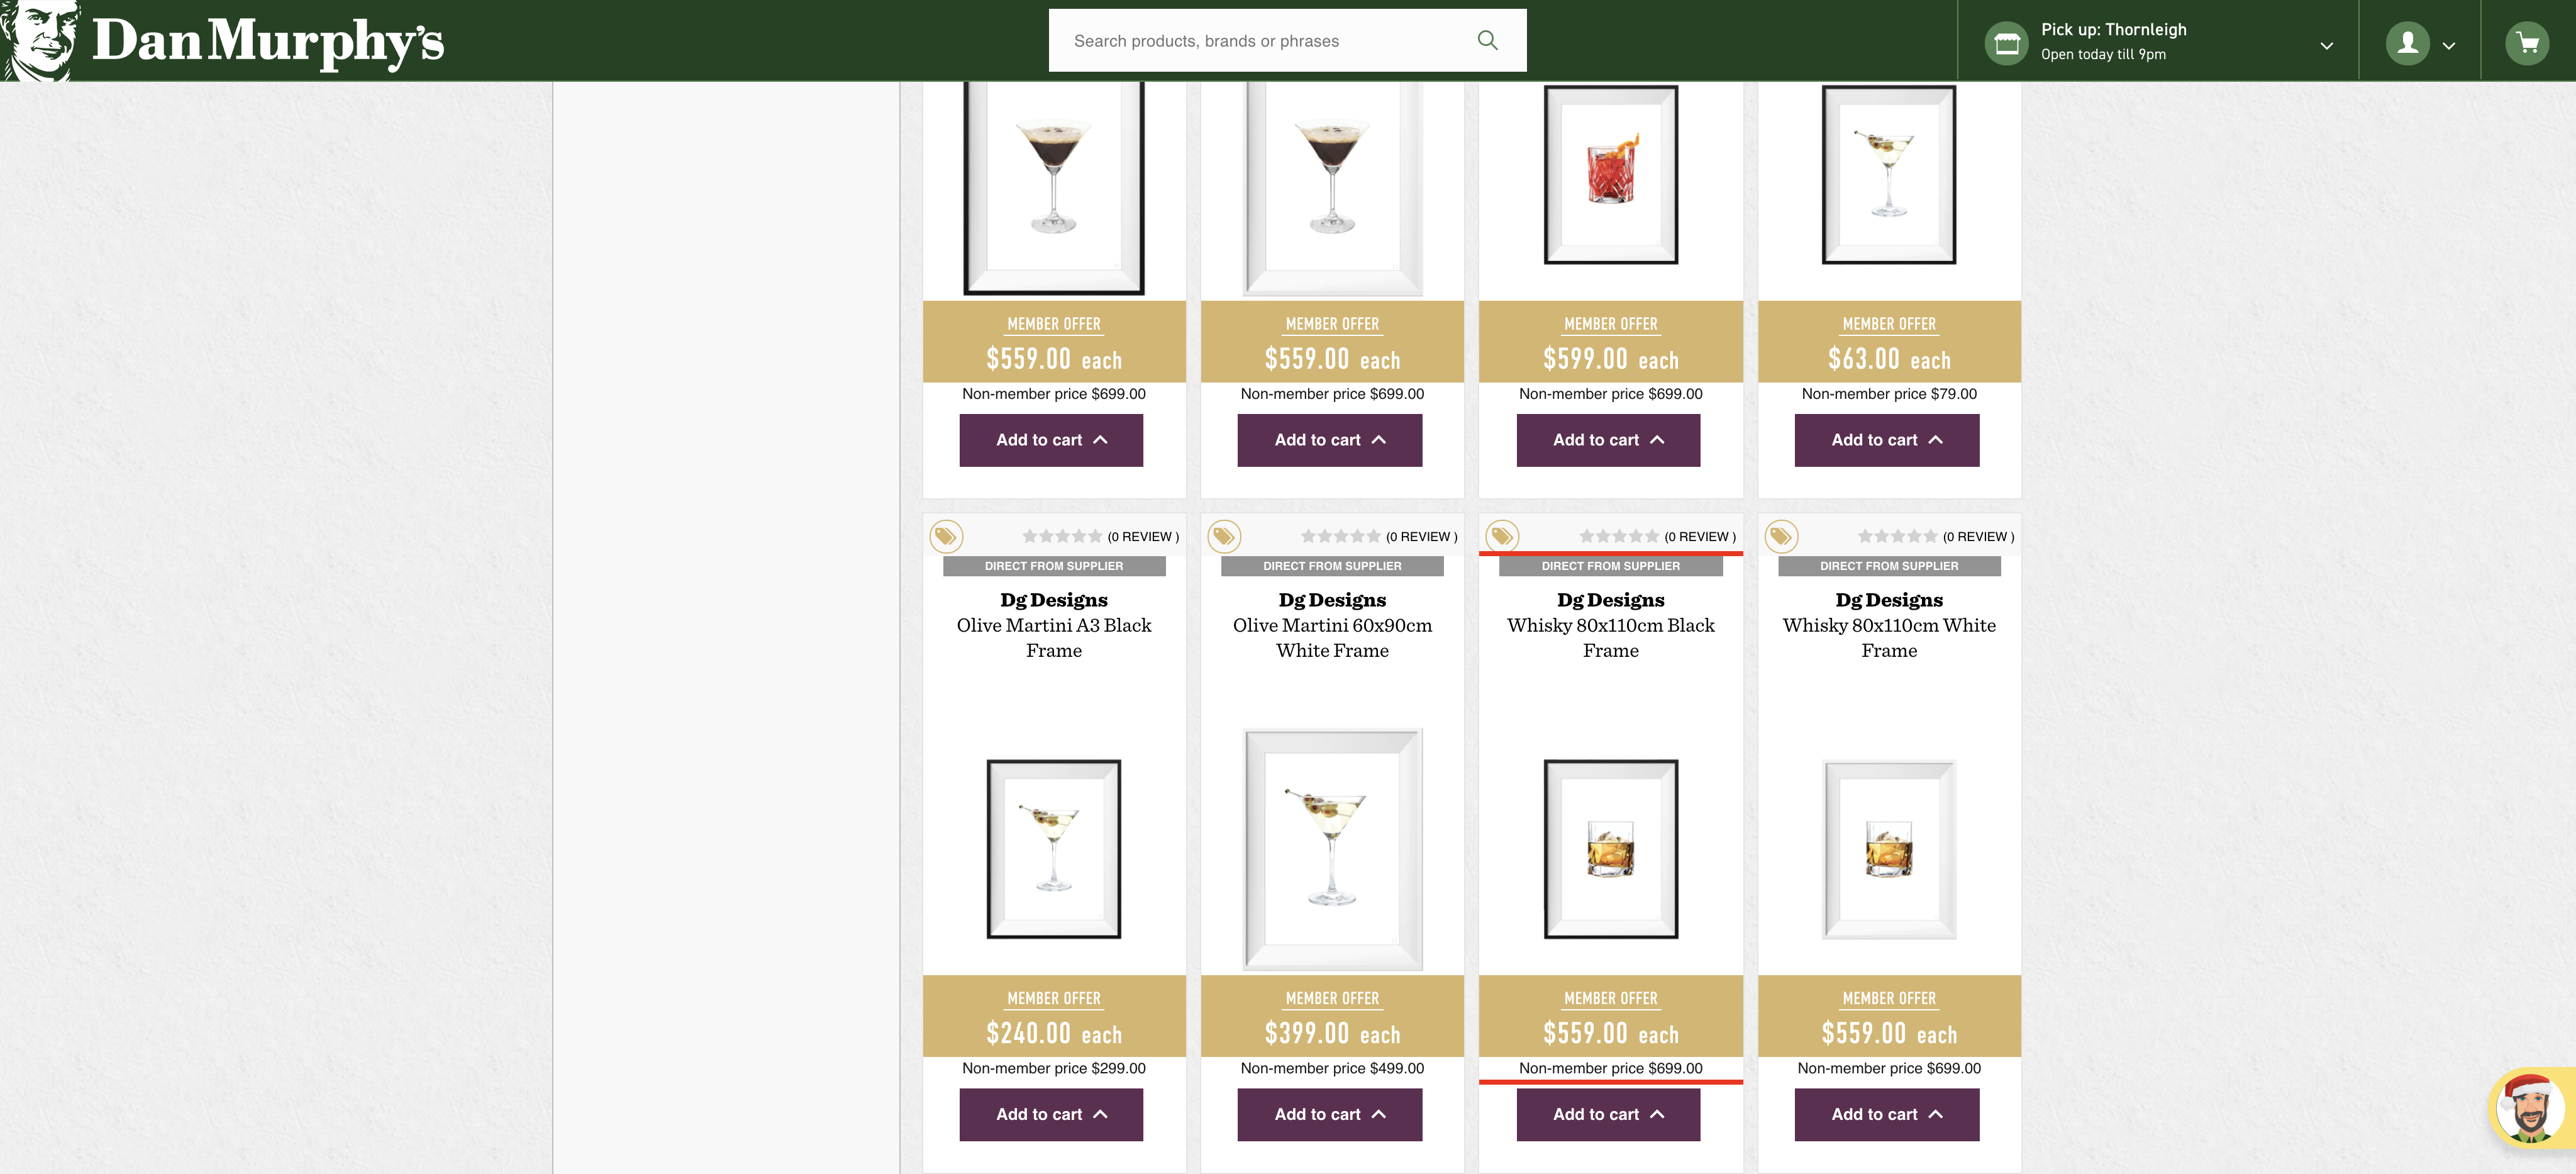 Dan Murphy's
Search products, brands or phrases
Pick up: Thornleigh
Open today till 9pm
MEMBER OFFER
$559.00 each
Non-member price $699.00
Add to cart
MEMBER OFFER
$559.00 each
Non-member price $699.00
Add to cart
MEMBER OFFER
$599.00 each
Non-member price $699.00
Add to cart
MEMBER OFFER
$63.00 each
Non-member price $79.00
Add to cart
(0 REVIEW )
DIRECT FROM SUPPLIER
Dg Designs
Olive Martini A3 Black
Frame
MEMBER OFFER
$240.00 each
Non-member price $299.00
Add to cart
(0 REVIEW )
DIRECT FROM SUPPLIER
Dg Designs
Olive Martini 60x90cm
White Frame
MEMBER OFFER
$399.00 each
Non-member price $499.00
Add to cart
(0 REVIEW )
DIRECT FROM SUPPLIER
Dg Designs
Whisky 80x110cm Black
Frame
MEMBER OFFER
$559.00 each
Non-member price $699.00
Add to cart
(0 REVIEW )
DIRECT FROM SUPPLIER
Dg Designs
Whisky 80x110cm White
Frame
MEMBER OFFER
$559.00 each
Non-member price $699.00
Add to cart